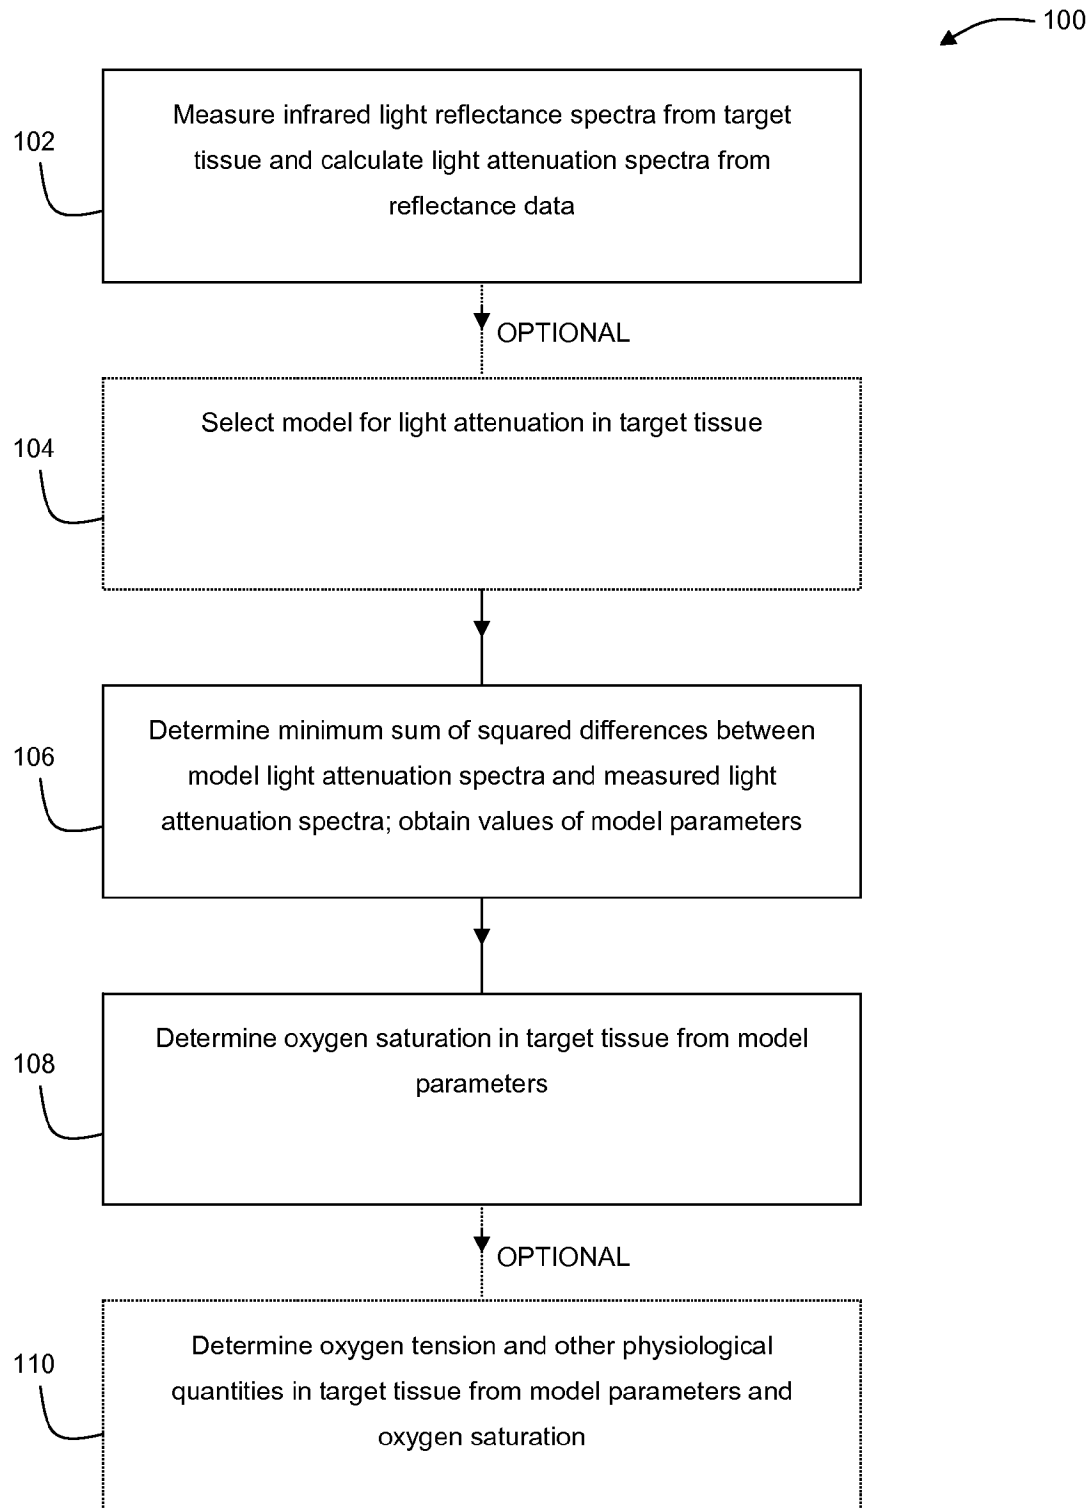 100
102
Measure infrared light reflectance spectra from target
tissue and calculate light attenuation spectra from
reflectance data
OPTIONAL
104
Select model for light attenuation in target tissue
106
Determine minimum sum of squared differences between
model light attenuation spectra and measured light
attenuation spectra; obtain values of model parameters
108
Determine oxygen saturation in target tissue from model
parameters
OPTIONAL
110
Determine oxygen tension and other physiological
quantities in target tissue from model parameters and
oxygen saturation